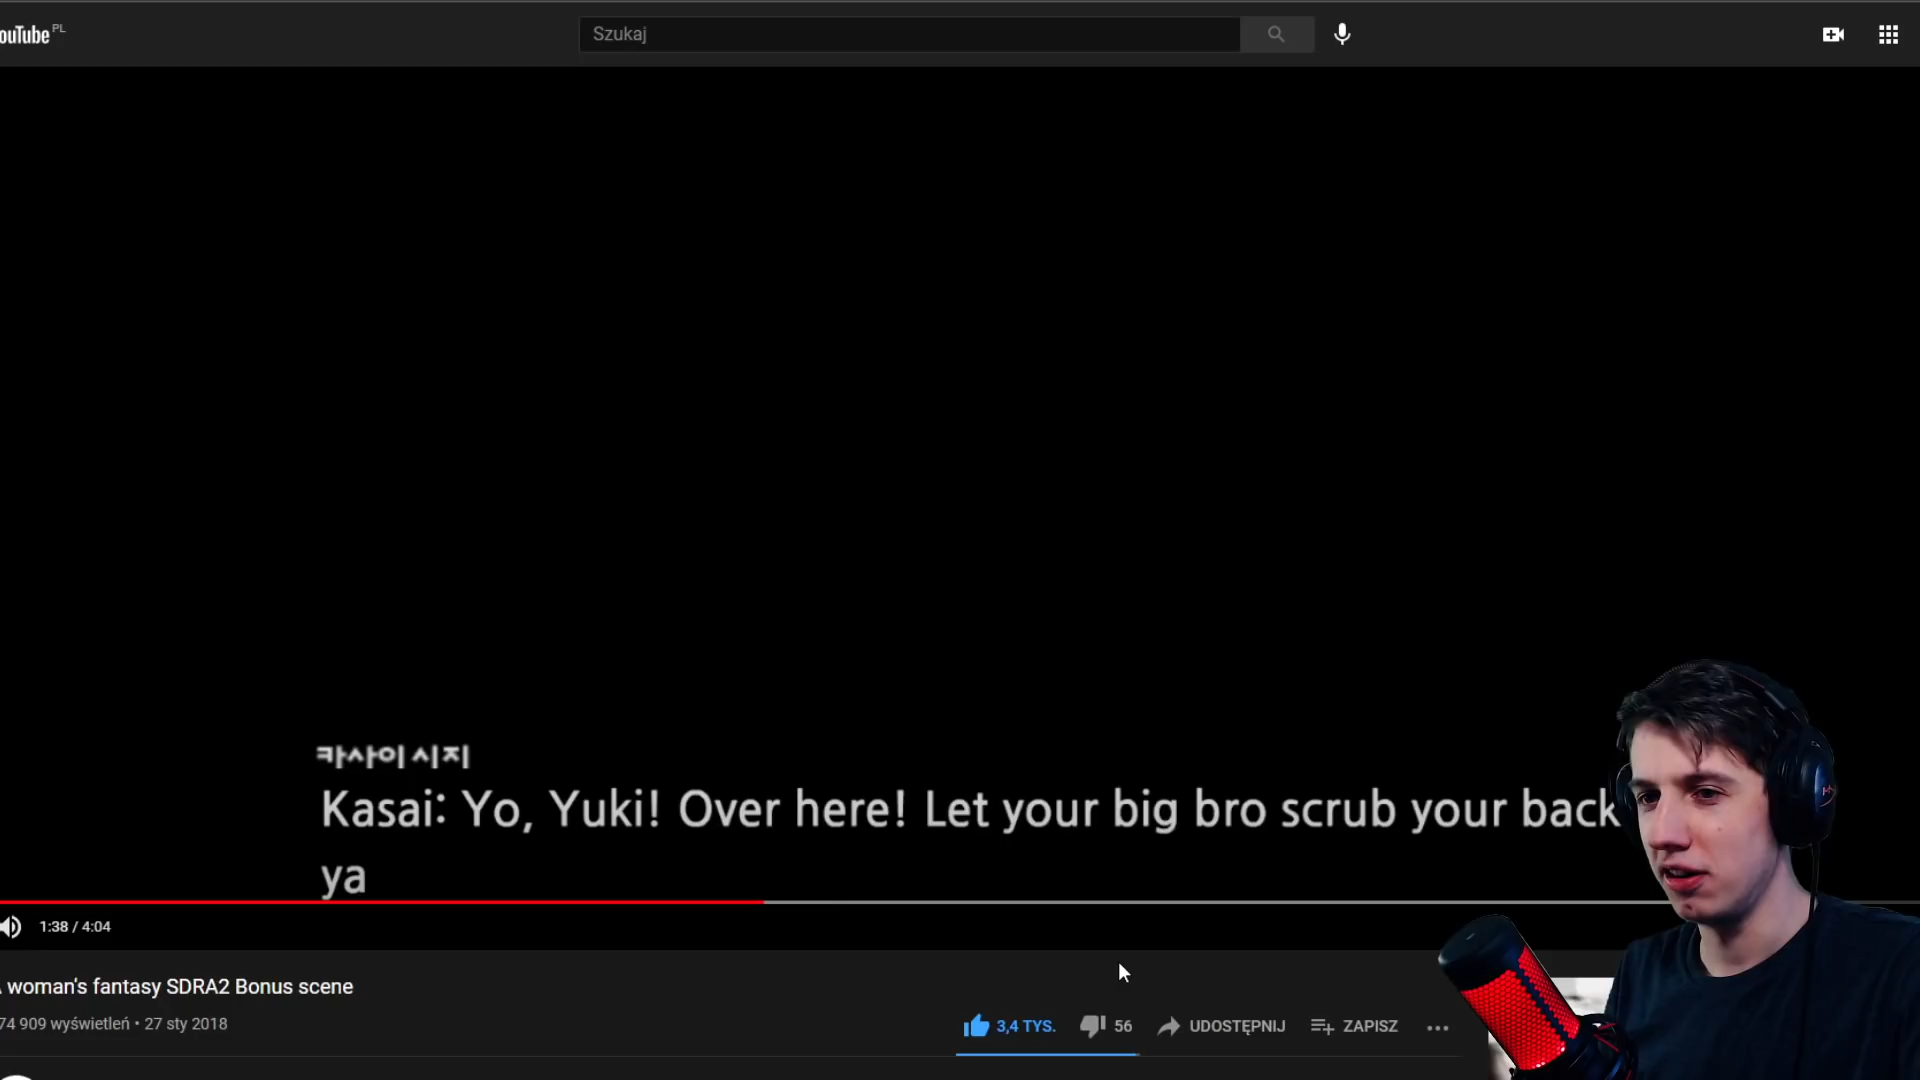 ouTube PL
Szukaj
카사이 시지
Kasai: Yo, Yuki! Over here! Let your big bro scrub your back
ya
1:38 / 4:04
woman's fantasy SDRA2 Bonus scene
74 909 wyświetleń • 27 sty 2018
3,4 TYS.
56
UDOSTĘPNIJ
ZAPISZ